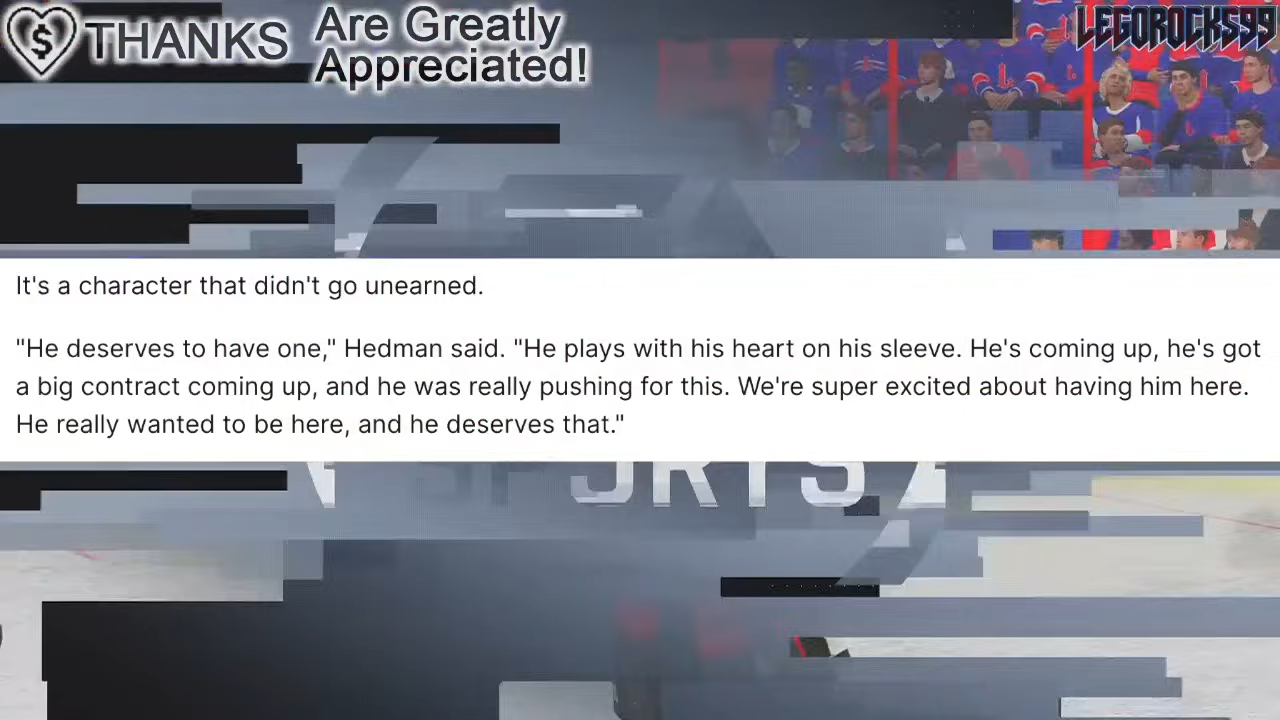 THANKS
Are Greatly
Appreciated!
LEGOROCKS99
It's a character that didn't go unearned.
"He deserves to have one," Hedman said. "He plays with his heart on his sleeve. He's coming up, he's got
a big contract coming up, and he was really pushing for this. We're super excited about having him here.
He really wanted to be here, and he deserves that."
SPORTS